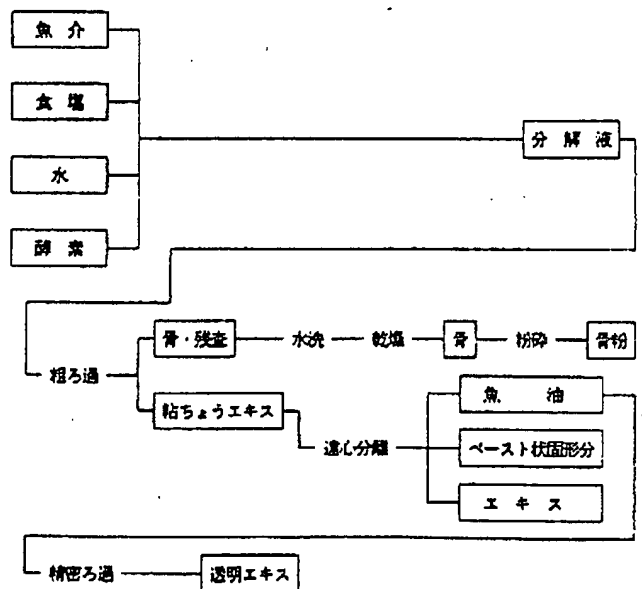 魚介
食塩
水
酵素
分解液
粗ろ過
骨・残査
水洗
乾燥
骨
粉砕
骨粉
粘ちょうエキス
遠心分離
魚油
ペースト状固形分
エキス
精密ろ過
透明エキス